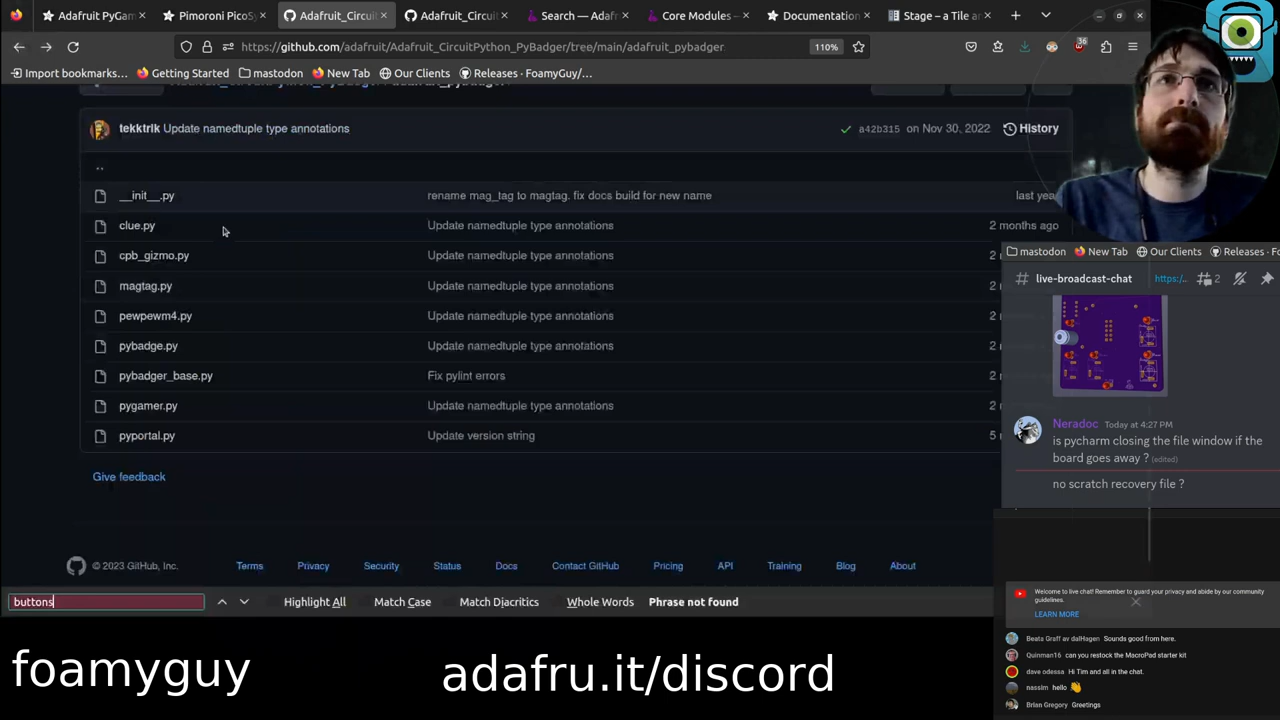 Adafruit PyGam
Pimoroni PicoSy
Adafruit_Circui
Adafruit_Circuit
Search — Adaf
Core Modules –
Documentation
Stage – a Tile ar
https://github.com/adafruit/Adafruit_CircuitPython_PyBadger/tree/main/adafruit_pybadger
110%
36
Import bookmarks…
Getting Started
mastodon
New Tab
Our Clients
Releases · FoamyGuy/…
tekktrik Update namedtuple type annotations
a42b315 on Nov 30, 2022
History
..
__init__.py
rename mag_tag to magtag. fix docs build for new name
last yea
clue.py
Update namedtuple type annotations
2 months ago
cpb_gizmo.py
Update namedtuple type annotations
magtag.py
Update namedtuple type annotations
pewpewm4.py
Update namedtuple type annotations
pybadge.py
Update namedtuple type annotations
pybadger_base.py
Fix pylint errors
pygamer.py
Update namedtuple type annotations
pyportal.py
Update version string
Give feedback
© 2023 GitHub, Inc.
Terms
Privacy
Security
Status
Docs
Contact GitHub
Pricing
API
Training
Blog
About
buttons
Highlight All
Match Case
Match Diacritics
Whole Words
Phrase not found
mastodon
New Tab
Our Clients
Releases · Fo
# live-broadcast-chat
https:/..
2
Neradoc Today at 4:27 PM
is pycharm closing the file window if the
board goes away ? (edited)
no scratch recovery file ?
Welcome to live chat! Remember to guard your privacy and abide by our community
guidelines.
LEARN MORE
Beata Graff av dalHagen Sounds good from here.
Quinman16 can you restock the MacroPad starter kit
dave odessa Hi Tim and all in the chat.
nassim hello 👋
Brian Gregory Greetings
foamyguy
adafru.it/discord